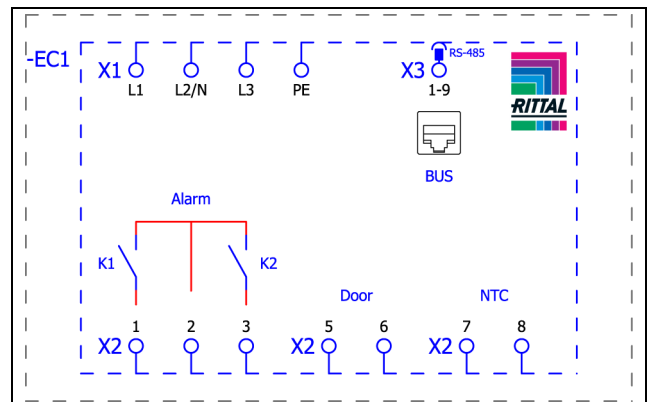 -EC1
X1
L1
L2/N
L3
PE
X3
RS-485
1-9
RITTAL
BUS
Alarm
K1
K2
Door
NTC
1
2
3
5
6
7
8
X2
X2
X2